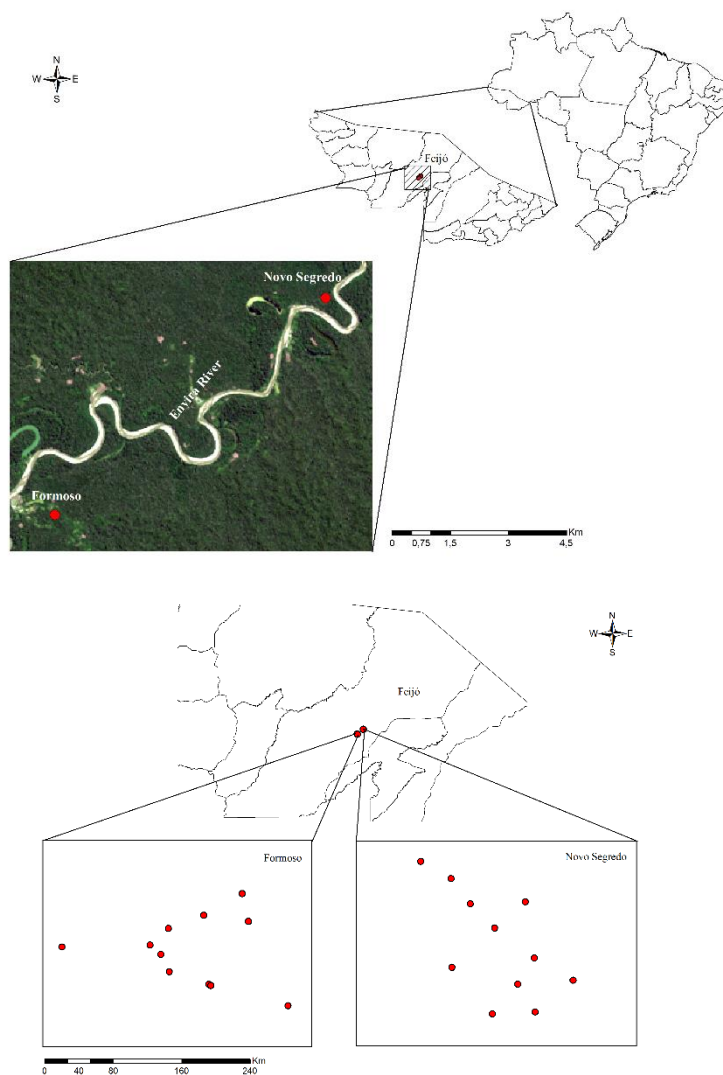 N
W E
S
Feijó
Novo Segredo
Envira River
Formoso
Km
0 0,75 1,5 3 4,5
N
W E
S
Feijó
Formoso
Novo Segredo
Km
0 40 80 160 240